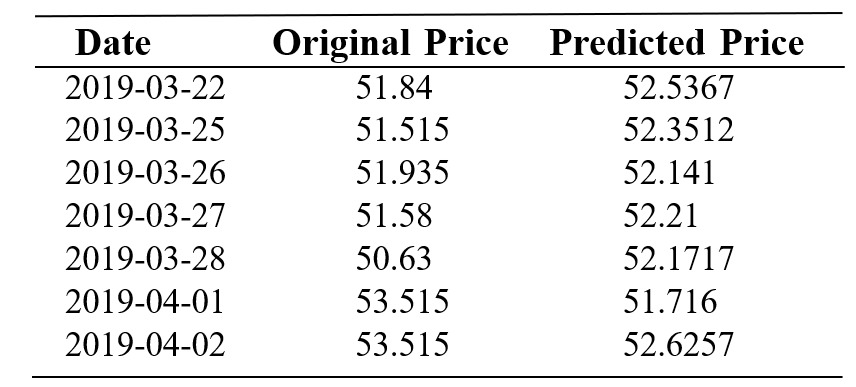 Date Original Price Predicted Price
2019-03-22 51.84 52.5367
2019-03-25 51.515 52.3512
2019-03-26 51.935 52.141
2019-03-27 51.58 52.21
2019-03-28 50.63 52.1717
2019-04-01 53.515 51.716
2019-04-02 53.515 52.6257